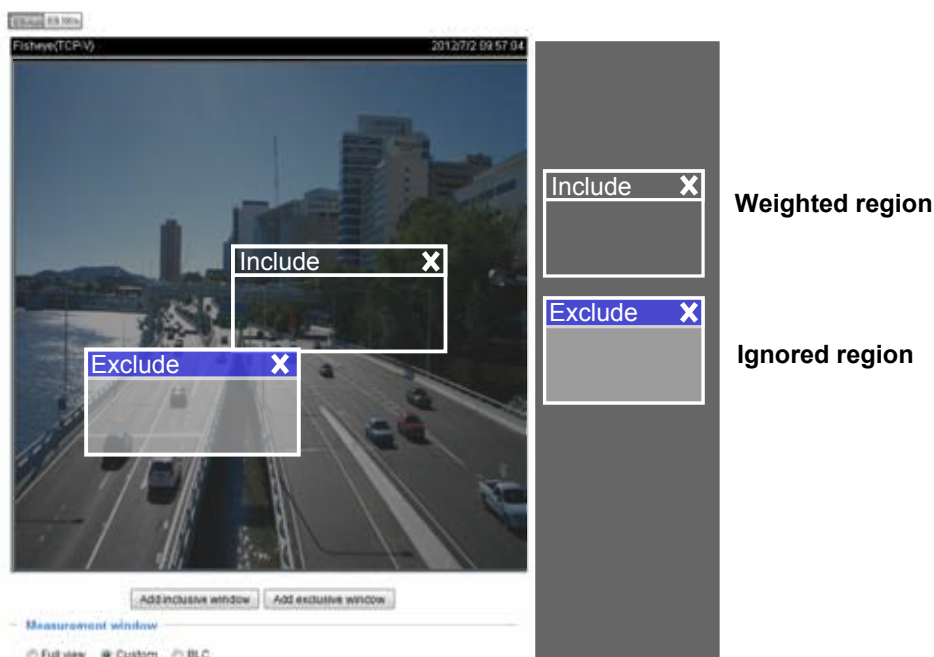 Fisheye(TCP-V) 2012/7/2 09:57:04
Include
Weighted region
Include
Exclude
Ignored region
Exclude
Add inclusive window Add exclusive window
Measurement window
Full view Custom BLC